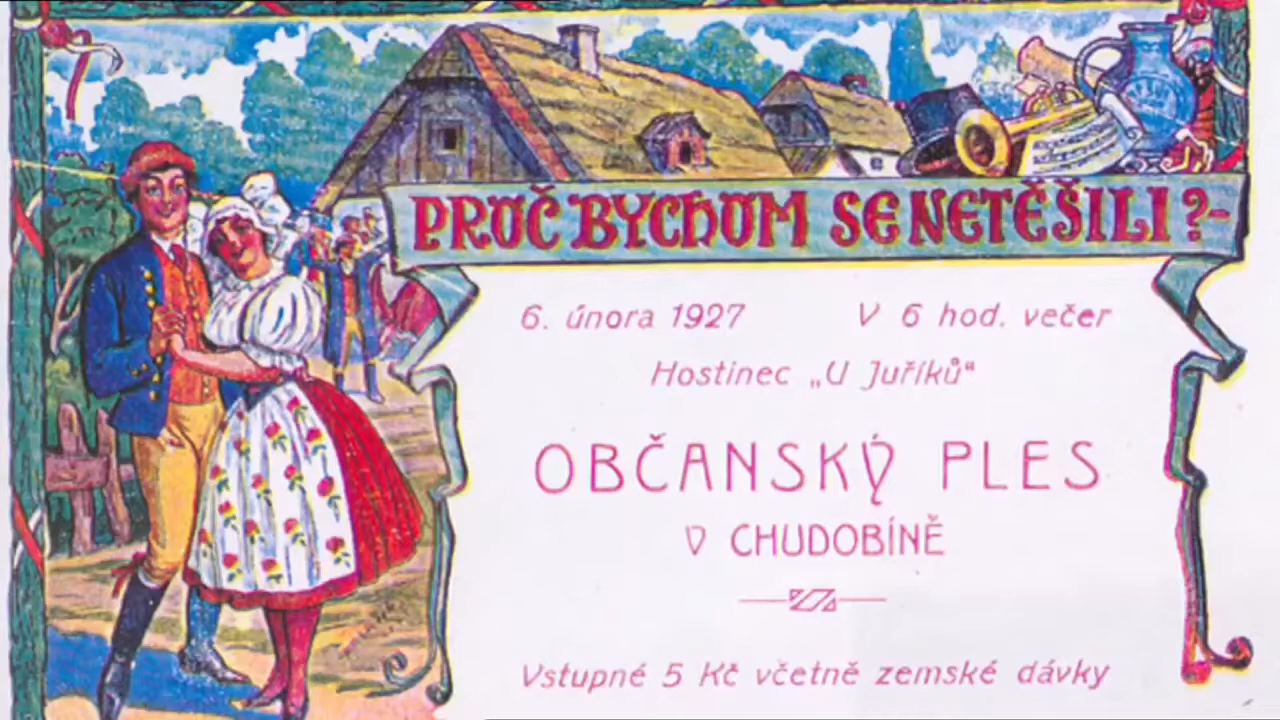 PROČ BYCHOM SE NETĚŠILI?-
6. února 1927 V 6 hod. večer
Hostinec „U Juříků“
OBČANSKÝ PLES
V CHUDOBÍNĚ
Vstupné 5 Kč včetně zemské dávky